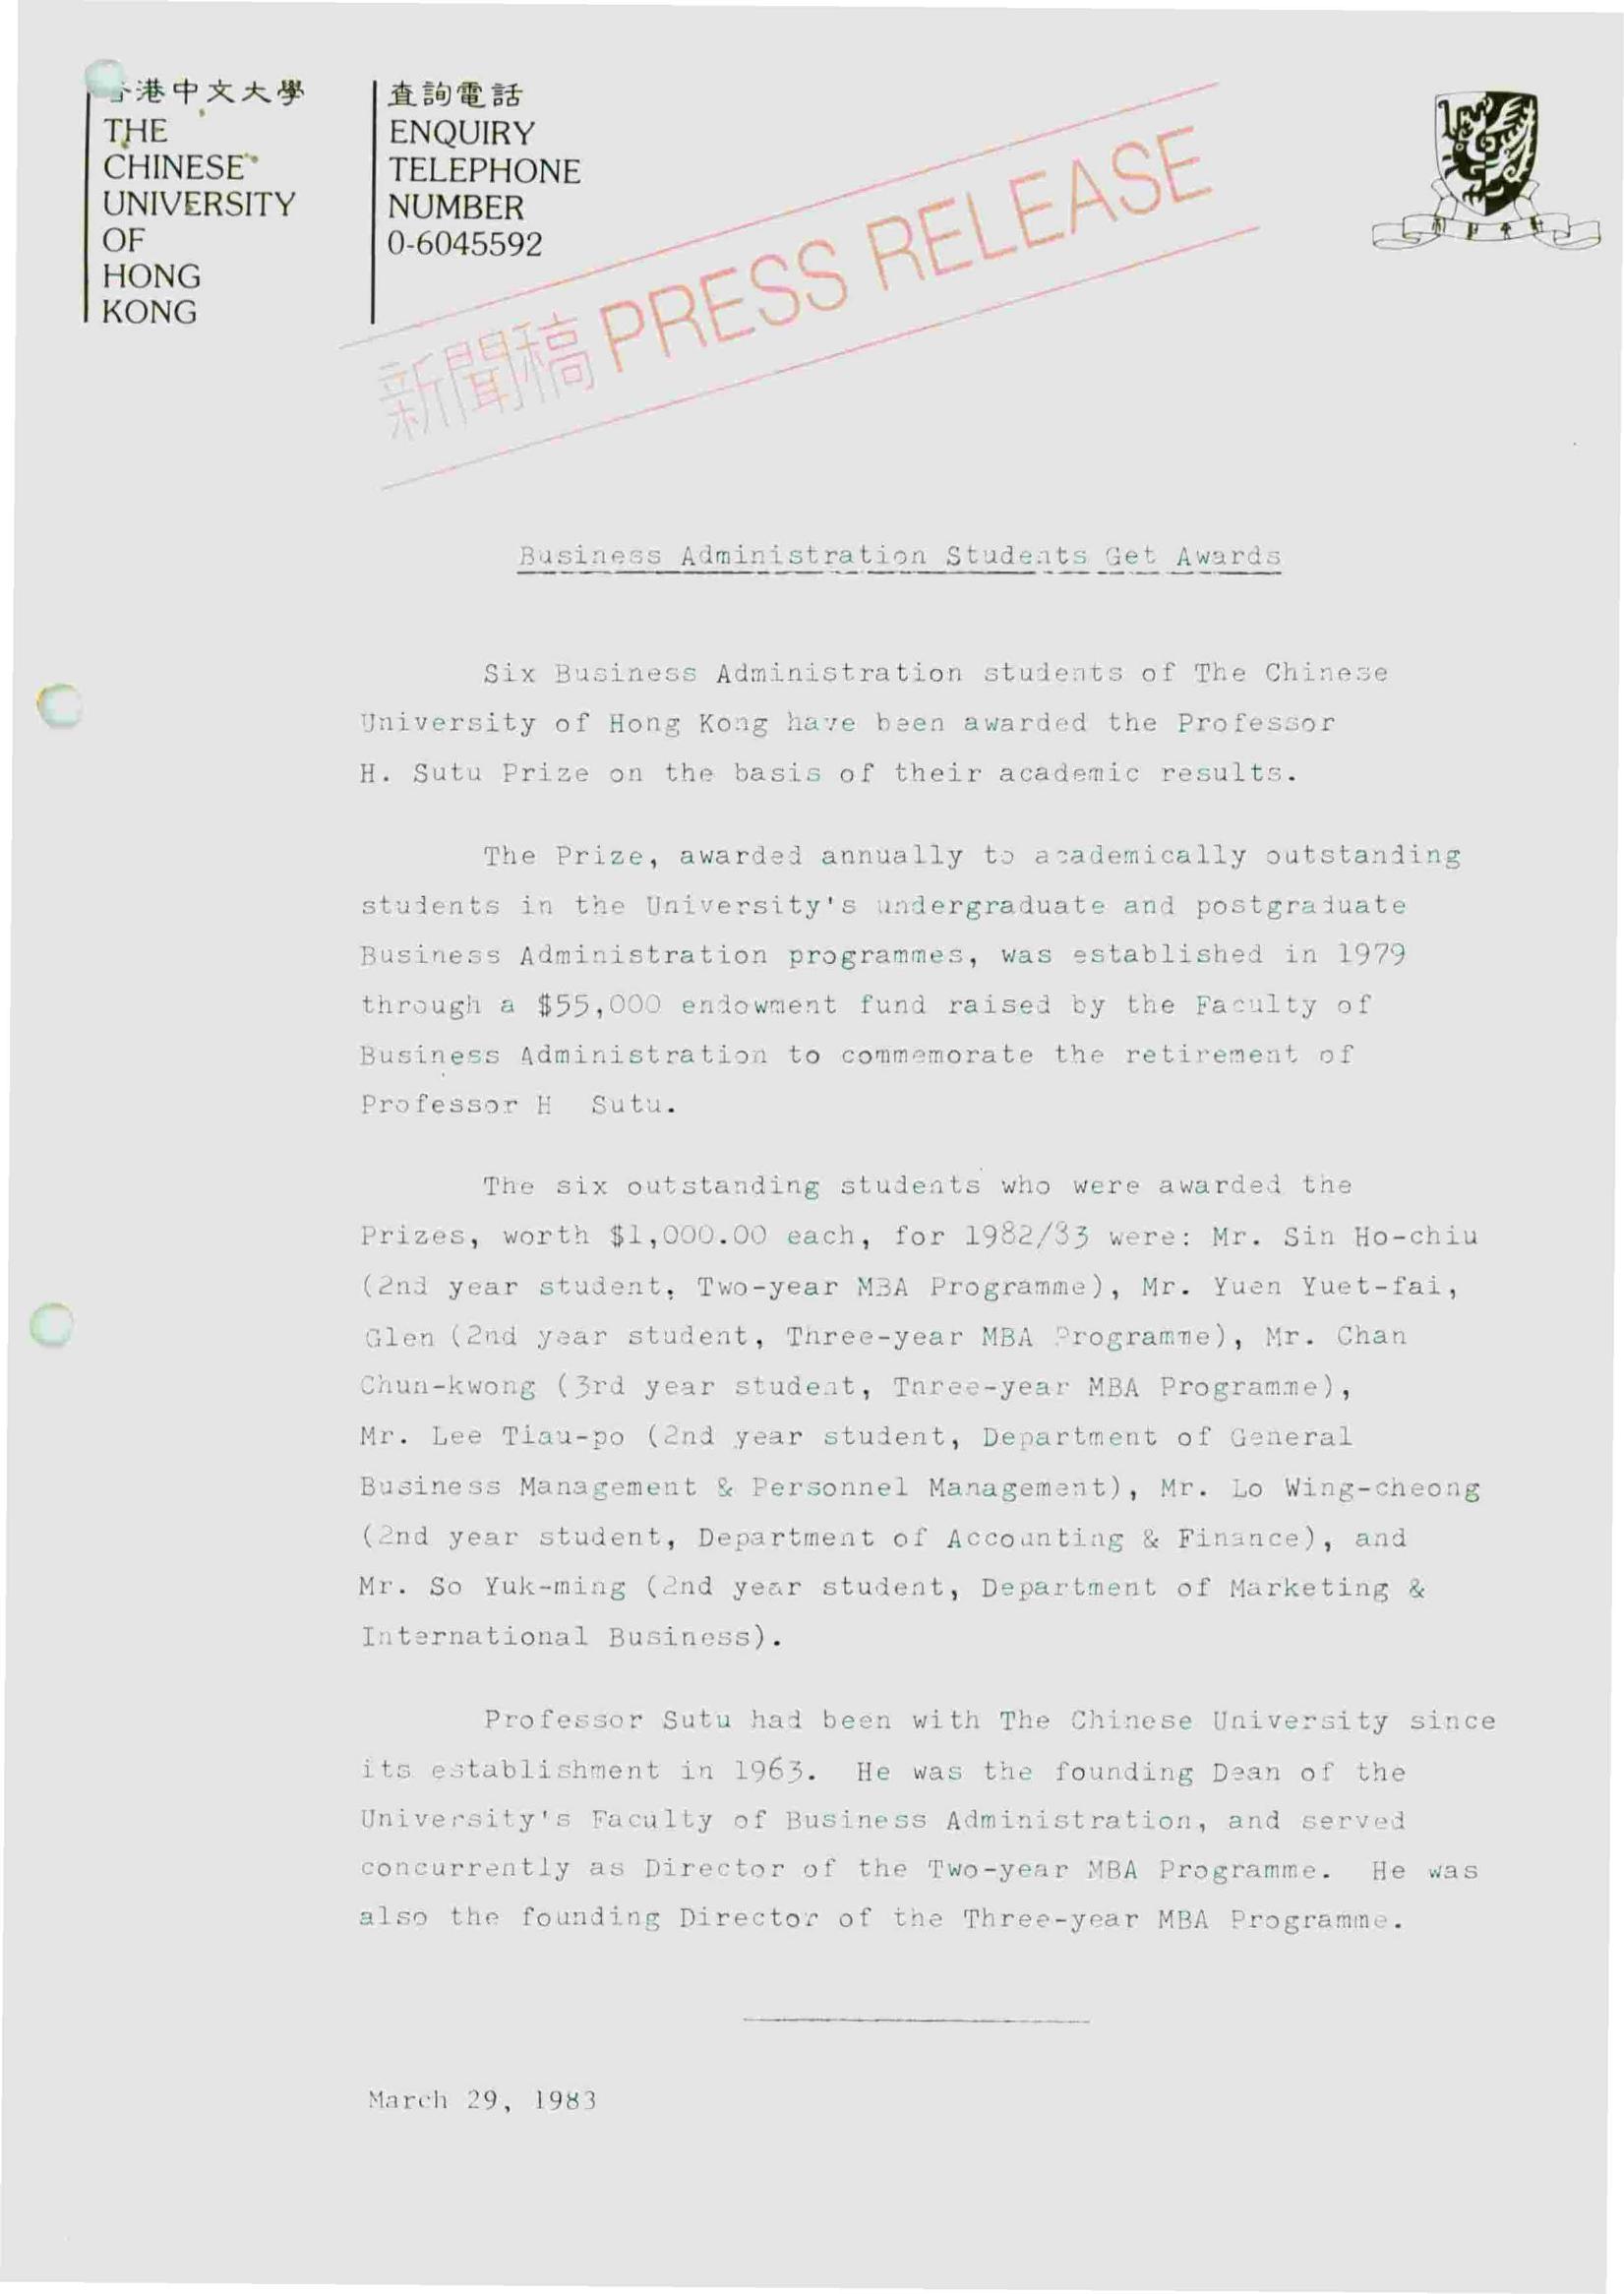 港中文大學
THE
CHINESE
UNIVERSITY
OF
HONG
KONG
查詢電話
ENQUIRY
TELEPHONE
NUMBER
0-6045592
新聞稿 PRESS RELEASE
Business Administration Students Get Awards
Six Business Administration students of The Chinese
University of Hong Kong have been awarded the Professor
H. Sutu Prize on the basis of their academic results.
The Prize, awarded annually to academically outstanding
students in the University's undergraduate and postgraduate
Business Administration programmes, was established in 1979
through a $55,000 endowment fund raised by the Faculty of
Business Administration to commemorate the retirement of
Professor H Sutu.
The six outstanding students who were awarded the
Prizes, worth $1,000.00 each, for 1982/83 were: Mr. Sin Ho-chiu
(2nd year student, Two-year MBA Programme), Mr. Yuen Yuet-fai,
Glen (2nd year student, Three-year MBA Programme), Mr. Chan
Chun-kwong (3rd year student, Three-year MBA Programme),
Mr. Lee Tiau-po (2nd year student, Department of General
Business Management & Personnel Management), Mr. Lo Wing-cheong
(2nd year student, Department of Accounting & Finance), and
Mr. So Yuk-ming (2nd year student, Department of Marketing &
International Business).
Professor Sutu had been with The Chinese University since
its establishment in 1963. He was the founding Dean of the
University's Faculty of Business Administration, and served
concurrently as Director of the Two-year MBA Programme. He was
also the founding Director of the Three-year MBA Programme.
March 29, 1983